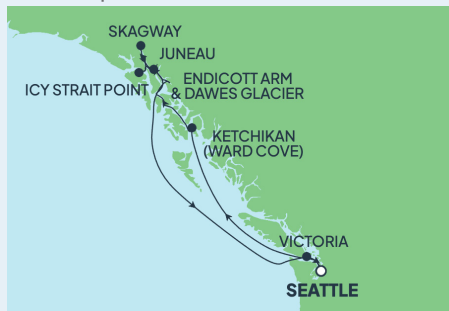 SKAGWAY
JUNEAU
ICY STRAIT POINT
ENDICOTT ARM
& DAWES GLACIER
KETCHIKAN
(WARD COVE)
VICTORIA
SEATTLE